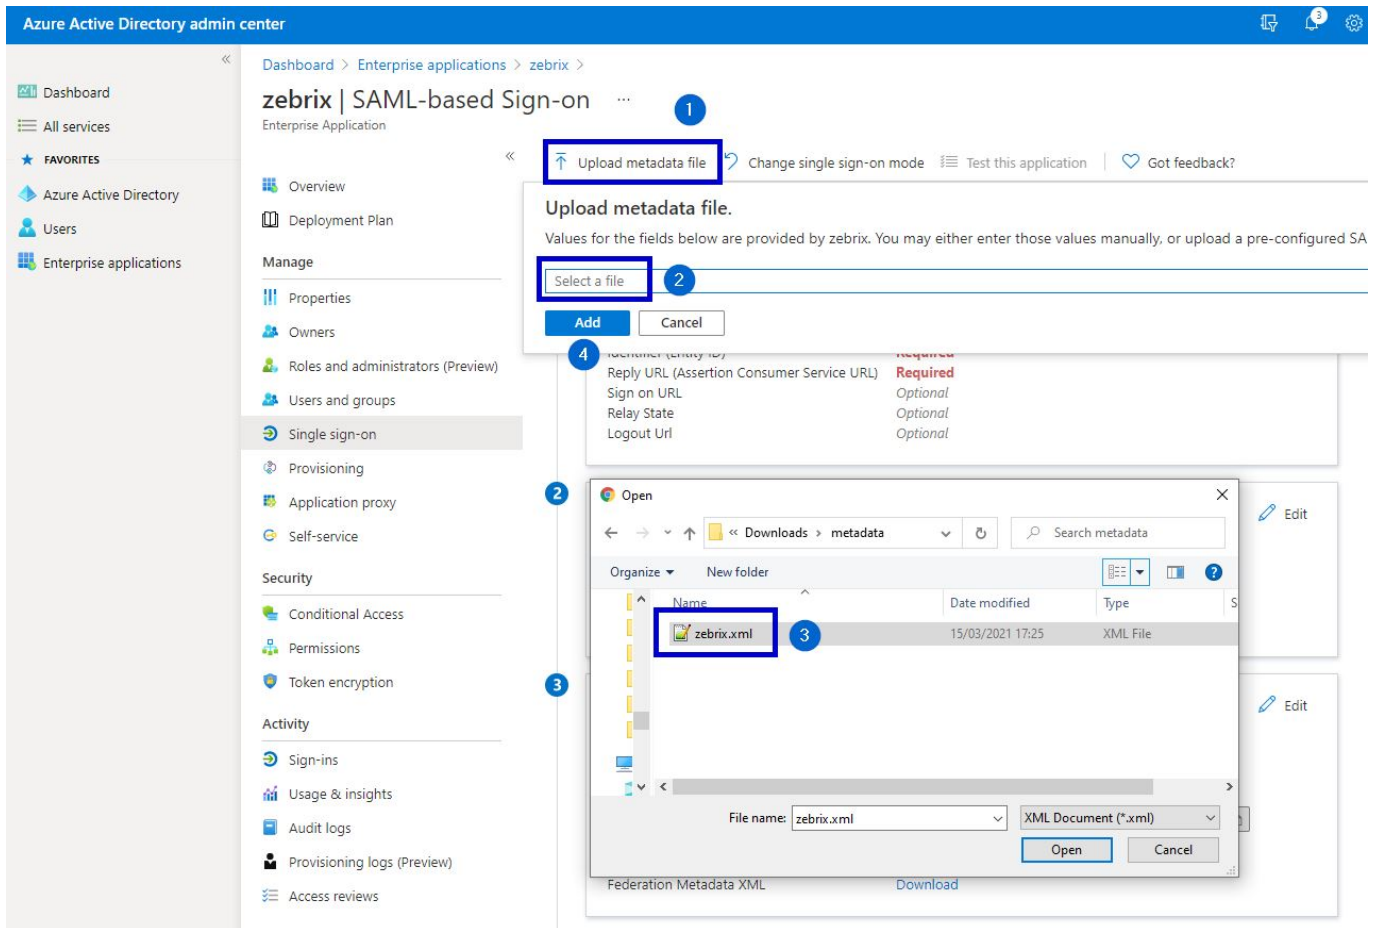 Azure Active Directory admin center
3
«
Dashboard
All services
FAVORITES
Azure Active Directory
Users
Enterprise applications
Dashboard > Enterprise applications > zebrix >
zebrix | SAML-based Sign-on ...
Enterprise Application
1
«
Overview
Deployment Plan
Manage
Properties
Owners
Roles and administrators (Preview)
Users and groups
Single sign-on
Provisioning
Application proxy
Self-service
Security
Conditional Access
Permissions
Token encryption
Activity
Sign-ins
Usage & insights
Audit logs
Provisioning logs (Preview)
Access reviews
Upload metadata file Change single sign-on mode Test this application | Got feedback?
Upload metadata file.
Values for the fields below are provided by zebrix. You may either enter those values manually, or upload a pre-configured SA
Select a file 2
Add Cancel
4
Identifier (Entity ID) Required
Reply URL (Assertion Consumer Service URL) Required
Sign on URL Optional
Relay State Optional
Logout Url Optional
2
Edit
Open
« Downloads > metadata Search metadata
Organize New folder
Name Date modified Type S
zebrix.xml 3 15/03/2021 17:25 XML File
3
Edit
File name: zebrix.xml XML Document (*.xml)
Open Cancel
Federation Metadata XML Download